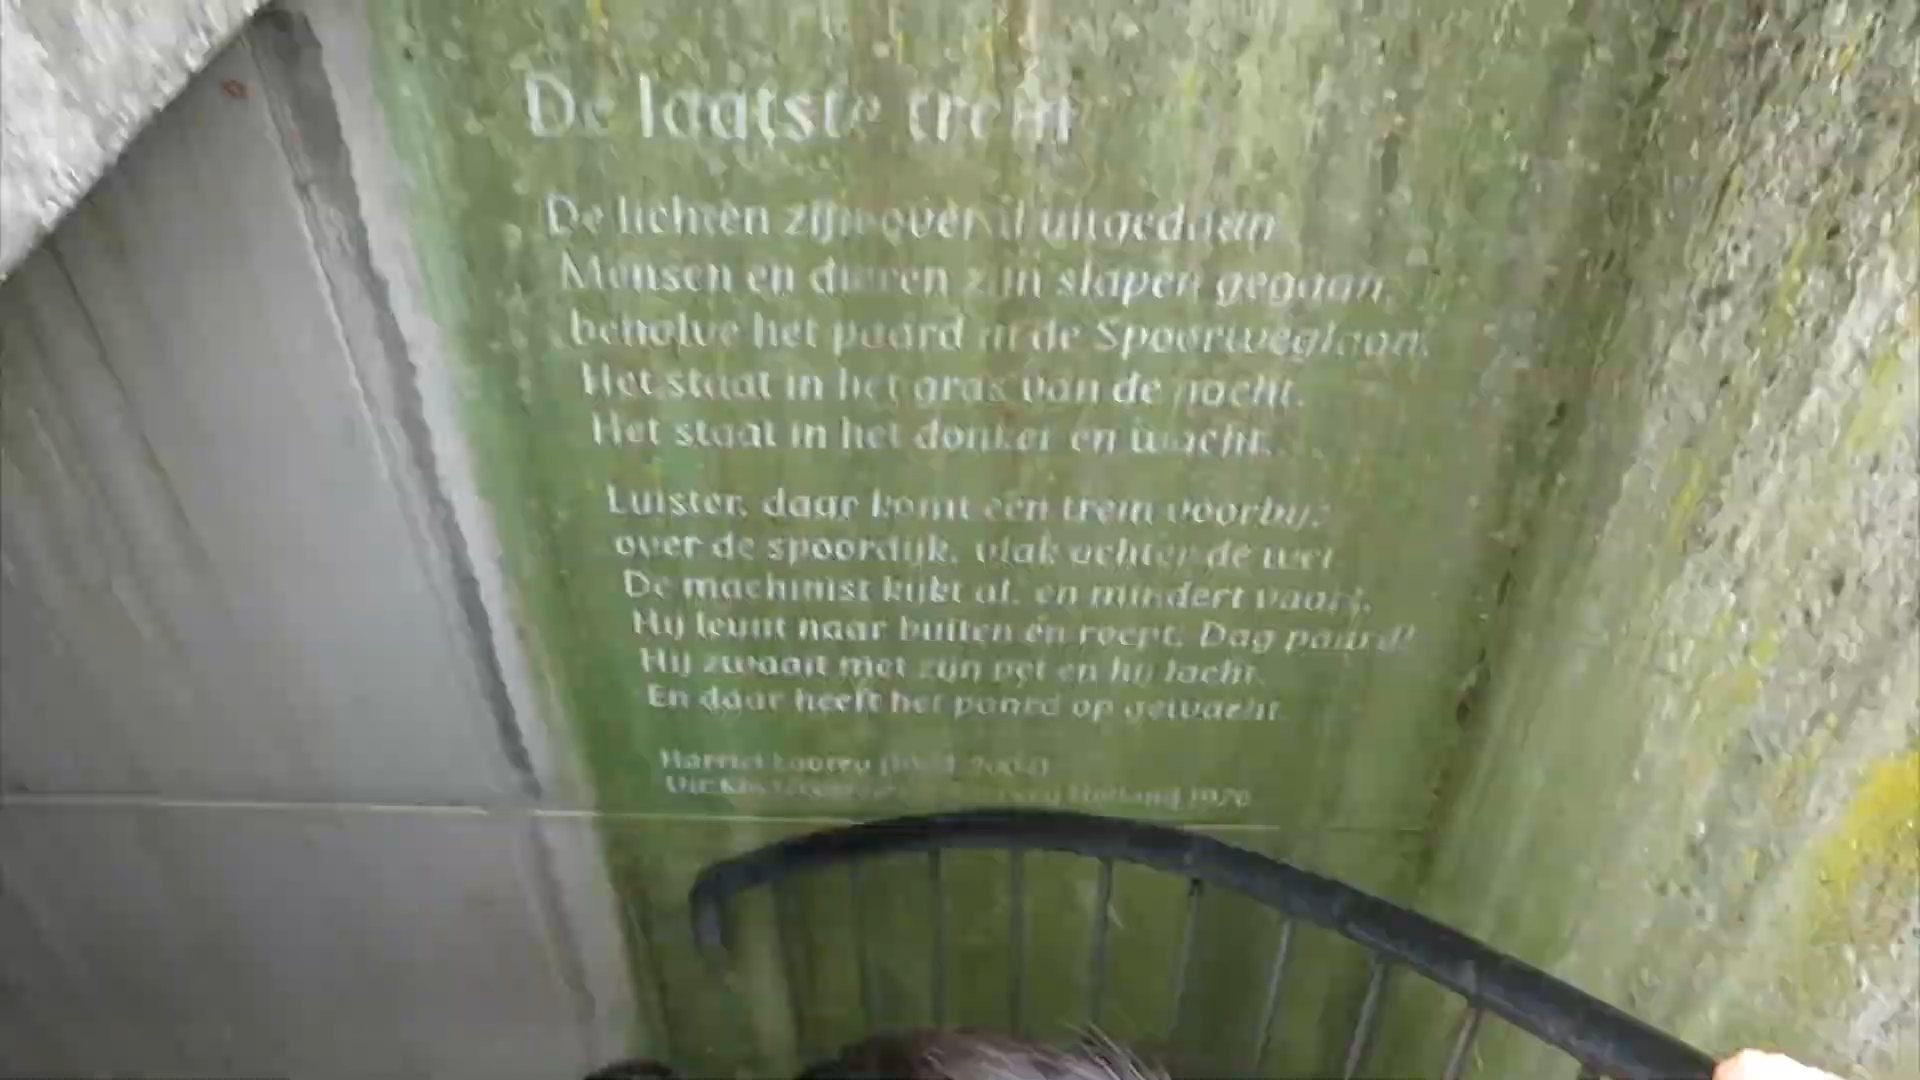 De laatste trein
De lichten zijn overal uitgedaan.
Mensen en dieren zijn slapen gegaan,
behalve het paard in de Spoorweglaan.
Het staat in het gras van de nacht.
Het staat in het donker en wacht.
Luister, daar komt een trein voorbij:
over de spoordijk, vlak achter de wei.
De machinist kijkt al, en mindert vaart.
Hij leunt naar buiten en roept: Dag paard!
Hij zwaait met zijn pet en hij lacht.
En daar heeft het paard op gewacht.
Harriet Laurey
Uit Holland 1970